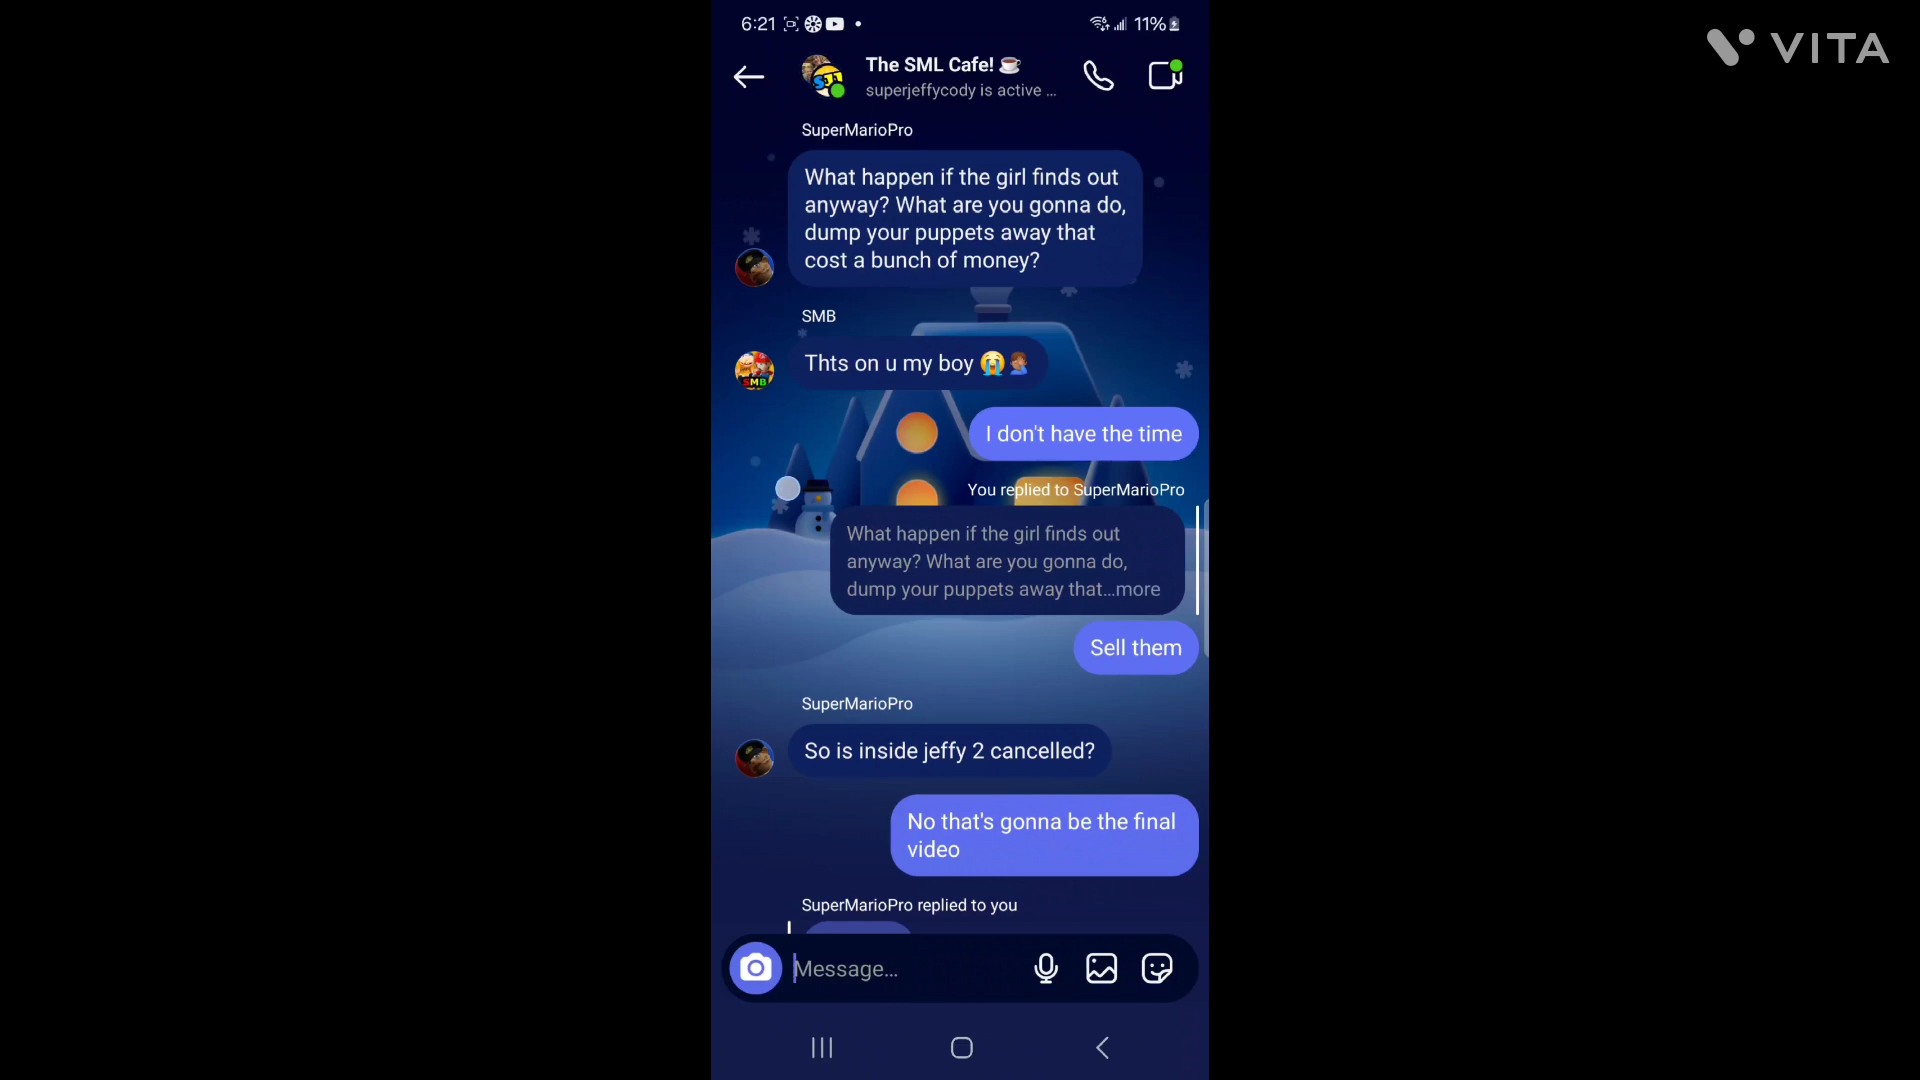 6:21
11%
VITA
The SML Cafe! ☕
superjeffycody is active ...
SuperMarioPro
What happen if the girl finds out
anyway? What are you gonna do,
dump your puppets away that
cost a bunch of money?
SMB
Thts on u my boy 😭🤦🏽‍♂️
SMB
I don't have the time
You replied to SuperMarioPro
What happen if the girl finds out
anyway? What are you gonna do,
dump your puppets away that...more
Sell them
SuperMarioPro
So is inside jeffy 2 cancelled?
No that's gonna be the final
video
SuperMarioPro replied to you
Message...